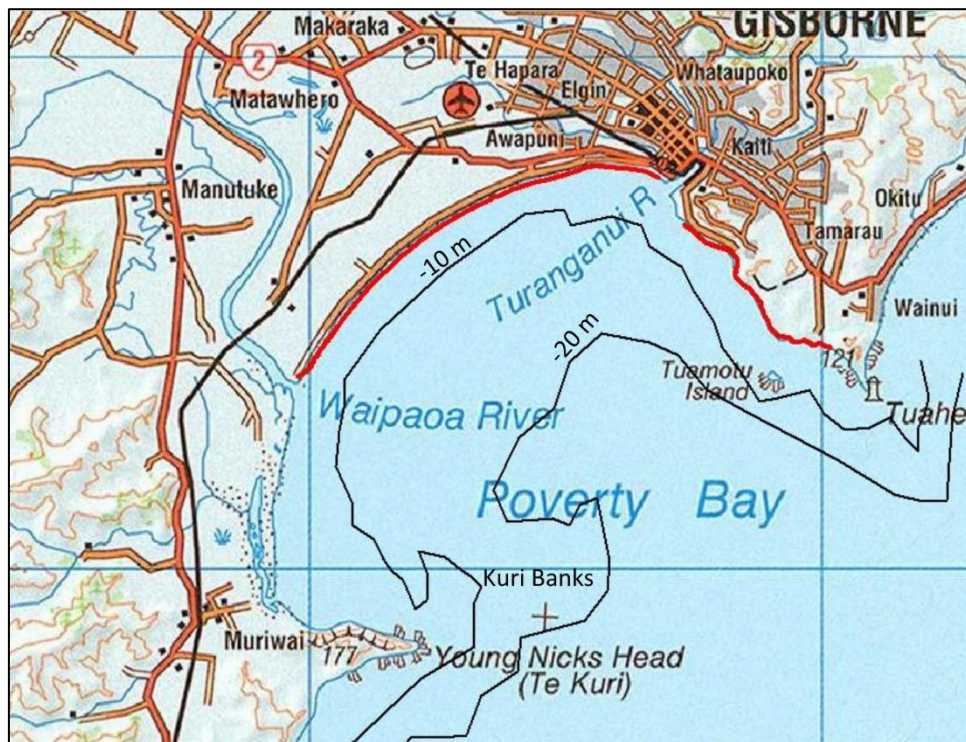 GISBORNE
Makaraka
2
Te Hapara
Whataupoko
Matawhero
Elgin
Awapuni
Kaiti
100
Manutuke
Okitu
Tamarau
-10 m
Turanganui R
Wainui
-20 m
121
Tuamotu
Island
Tuahe
Waipaoa River
Poverty Bay
Kuri Banks
Muriwai
177
Young Nicks Head
(Te Kuri)